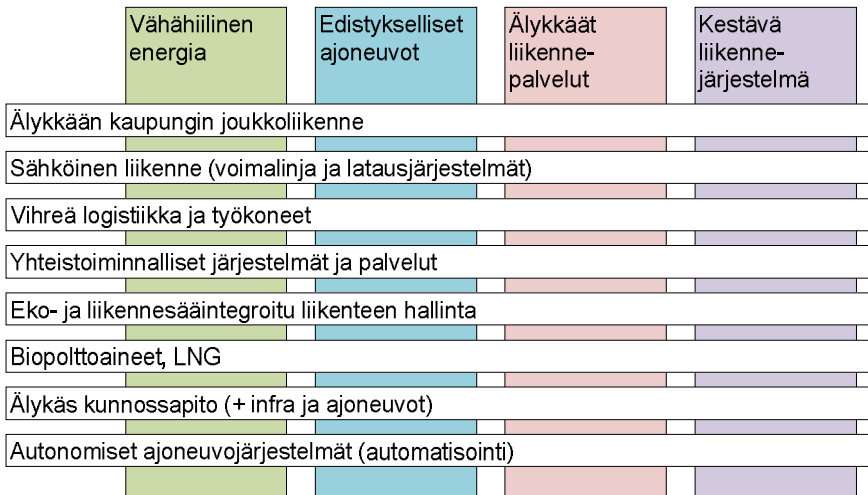 Vähähiilinen
energia
Edistykselliset
ajoneuvot
Älykkäät
liikenne-
palvelut
Kestävä
liikenne-
järjestelmä
Älykkään kaupungin joukkoliikenne
Sähköinen liikenne (voimalinja ja latausjärjestelmät)
Vihreä logistiikka ja työkoneet
Yhteistoiminnalliset järjestelmät ja palvelut
Eko- ja liikennesääintegroitu liikenteen hallinta
Biopolttoaineet, LNG
Älykäs kunnossapito (+ infra ja ajoneuvot)
Autonomiset ajoneuvojärjestelmät (automatisointi)